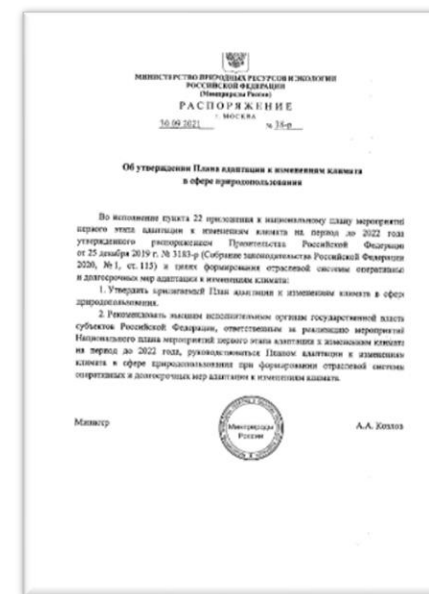 МИНИСТЕРСТВО ПРИРОДНЫХ РЕСУРСОВ И ЭКОЛОГИИ
РОССИЙСКОЙ ФЕДЕРАЦИИ
(Минприроды России)
РАСПОРЯЖЕНИЕ
г. МОСКВА
30.09.2021 № 38-р
Об утверждении Плана адаптации к изменениям климата
в сфере природопользования
Во исполнение пункта 22 приложения к национальному плану мероприятий
первого этапа адаптации к изменениям климата на период до 2022 года
утвержденного распоряжением Правительства Российской Федерации
от 25 декабря 2019 г. № 3183-р (Собрание законодательства Российской Федерации
2020, № 1, ст. 115) и целях формирования отраслевой системы оперативных
и долгосрочных мер адаптации к изменениям климата:
1. Утвердить прилагаемый План адаптации к изменениям климата в сфере
природопользования.
2. Рекомендовать высшим исполнительным органам государственной власти
субъектов Российской Федерации, ответственным за реализацию мероприятий
Национального плана мероприятий первого этапа адаптации к изменениям климата
на период до 2022 года, руководствоваться Планом адаптации к изменениям
климата в сфере природопользования при формировании отраслевой системы
оперативных и долгосрочных мер адаптации к изменениям климата.
Министр А.А. Козлов
Минприроды
России